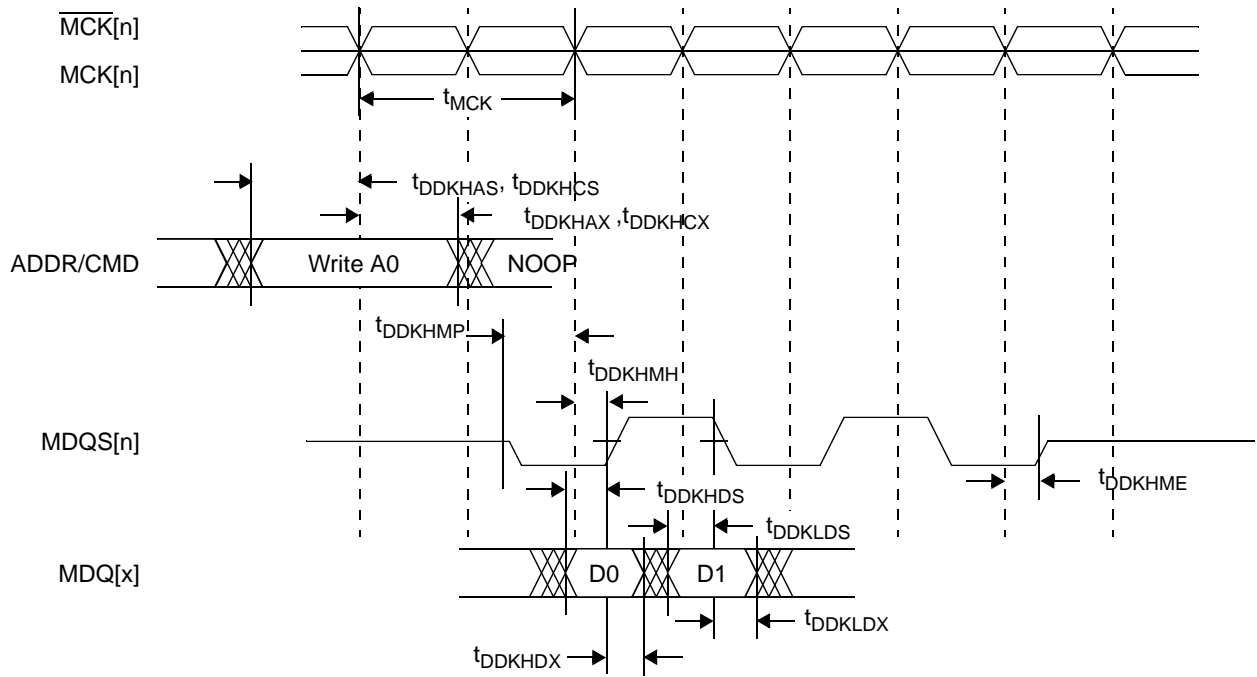 MCK[n]
MCK[n]
tMCK
tDDKHAS, tDDKHCS
tDDKHAX ,tDDKHCX
ADDR/CMD
Write A0
NOOP
tDDKHMP
tDDKHMH
MDQS[n]
tDDKHME
tDDKHDS
tDDKLDS
MDQ[x]
D0
D1
tDDKLDX
tDDKHDX